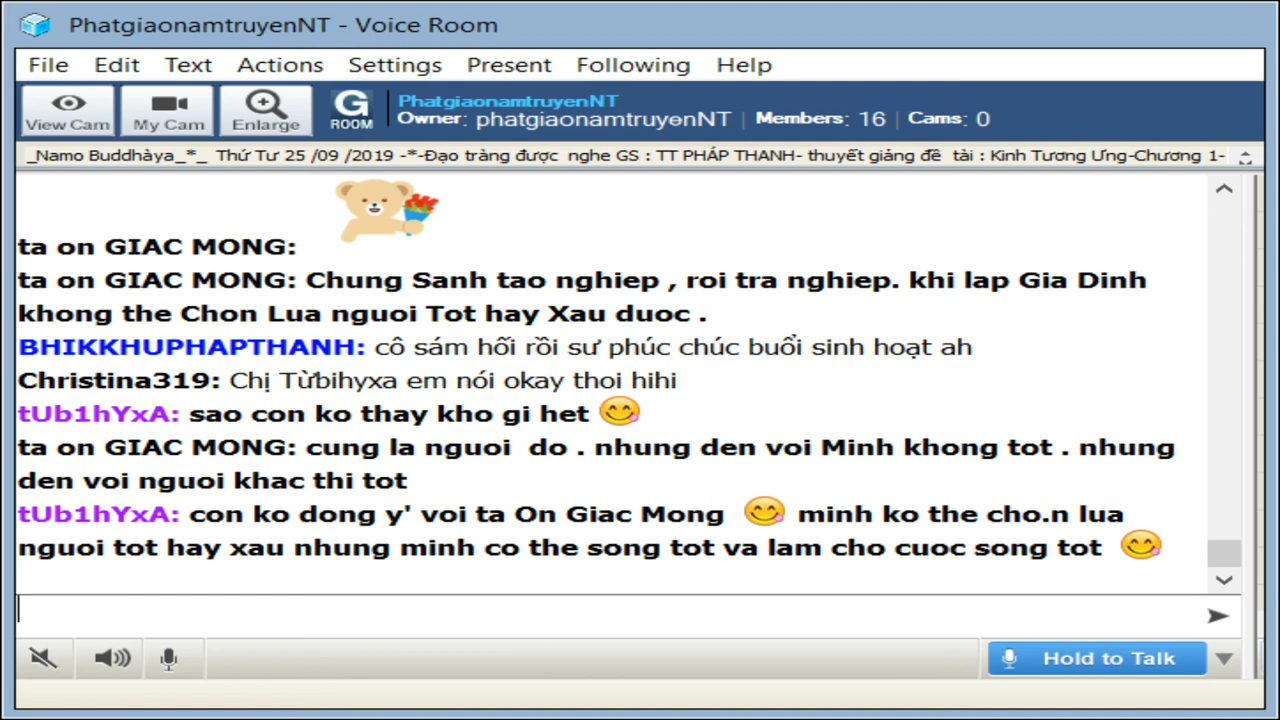 PhatgiaonamtruyenNT - Voice Room
File Edit Text Actions Settings Present Following Help
View Cam My Cam Enlarge G ROOM
PhatgiaonamtruyenNT
Owner: phatgiaonamtruyenNT | Members: 16 | Cams: 0
_Namo Buddhàya_*_ Thứ Tư 25 /09 /2019 -*-Đạo tràng được nghe GS : TT PHÁP THANH- thuyết giảng đề tài : Kinh Tương Ưng-Chương 1-
ta on GIAC MONG:
ta on GIAC MONG: Chung Sanh tao nghiep , roi tra nghiep. khi lap Gia Dinh
khong the Chon Lua nguoi Tot hay Xau duoc .
BHIKKHUPHAPTHANH: cô sám hối rồi sư phúc chúc buổi sinh hoạt ah
Christina319: Chị Từbihyxa em nói okay thoi hihi
tUb1hYxA: sao con ko thay kho gi het
ta on GIAC MONG: cung la nguoi do . nhung den voi Minh khong tot . nhung
den voi nguoi khac thi tot
tUb1hYxA: con ko dong y' voi ta On Giac Mong minh ko the cho.n lua
nguoi tot hay xau nhung minh co the song tot va lam cho cuoc song tot
Hold to Talk